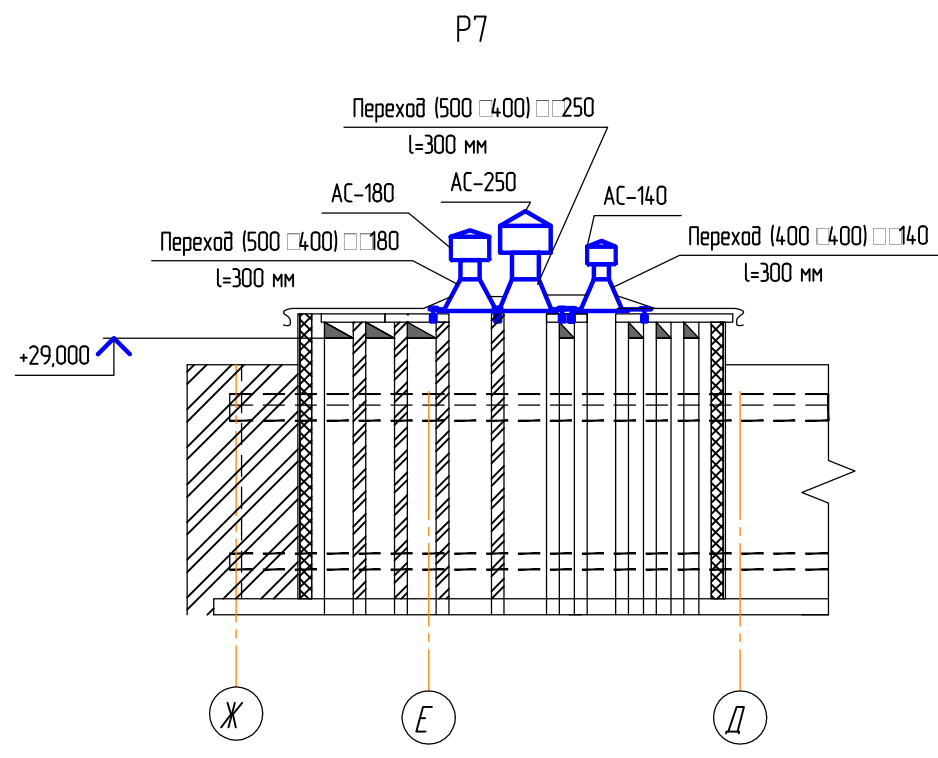 Р7
Переход (500 □400) □□250
l=300 мм
АС-180
АС-250
АС-140
Переход (500 □400) □□180
l=300 мм
Переход (400 □400) □□140
l=300 мм
+29,000
Ж
Е
Д